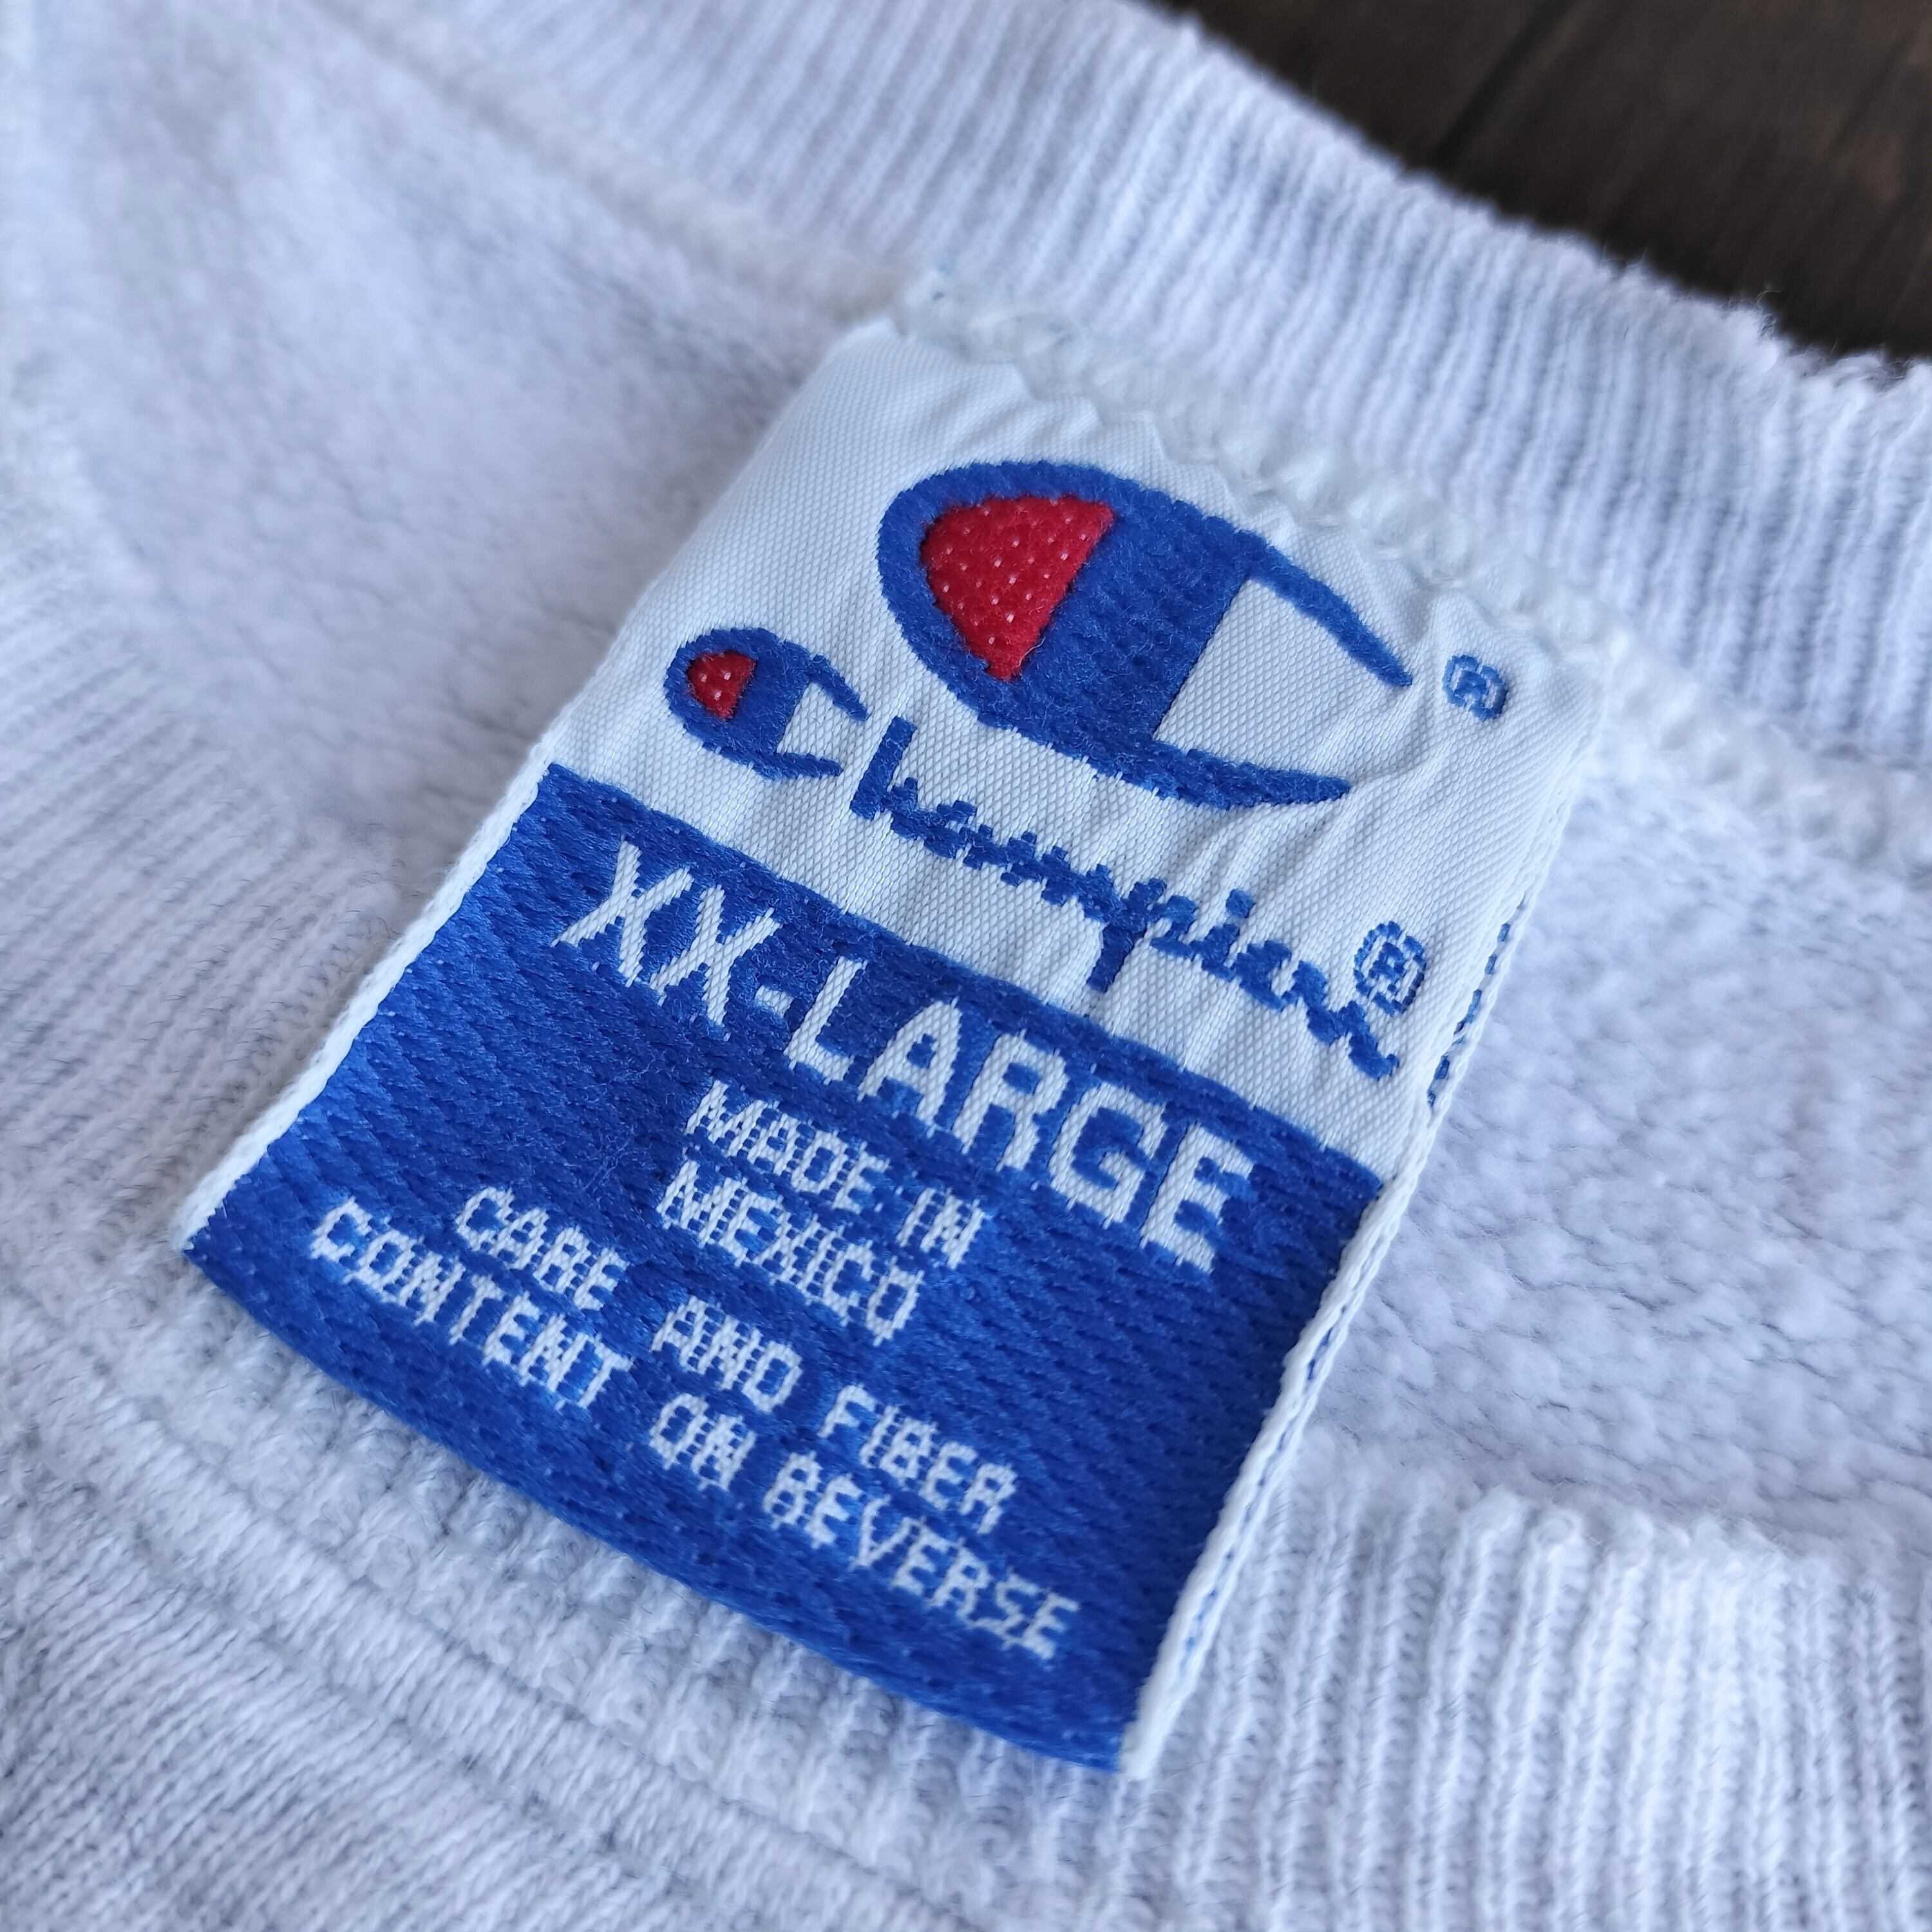 ®
Champion®
XX-LARGE
MADE IN
MEXICO
CARE AND FIBER
CONTENT ON REVERSE